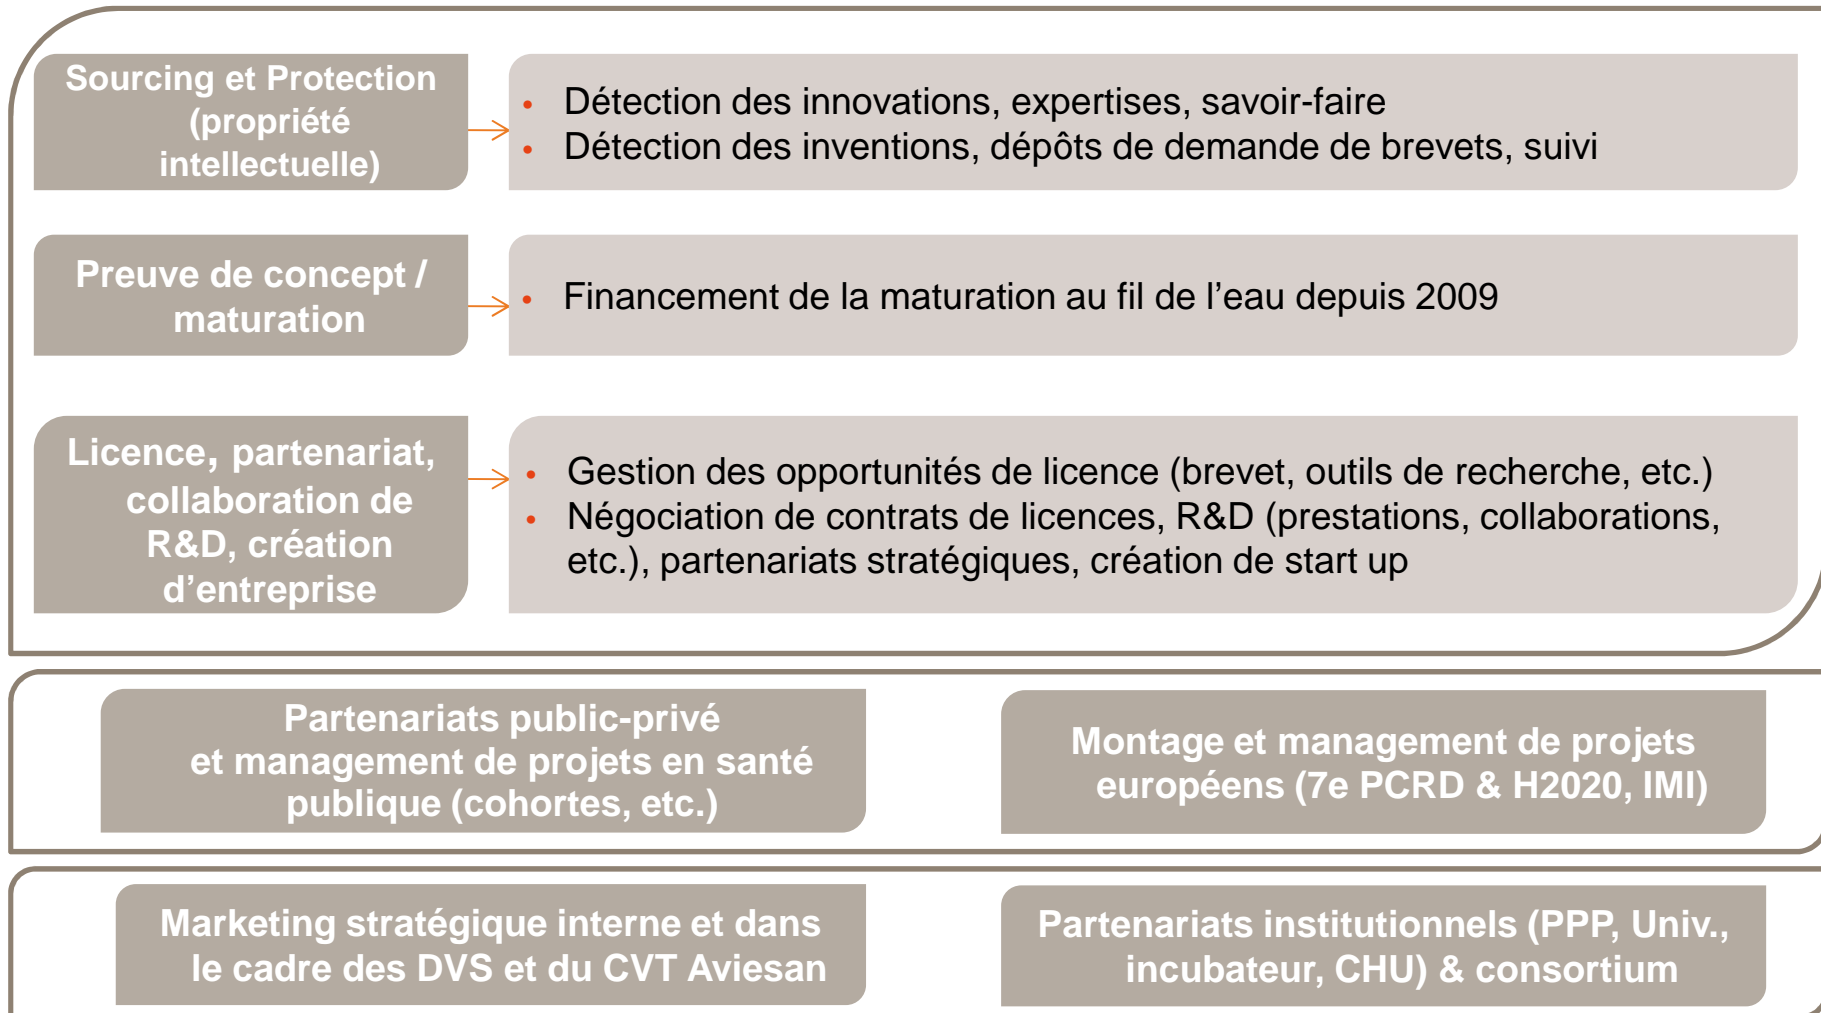 Sourcing et Protection
(propriété
intellectuelle)
• Détection des innovations, expertises, savoir-faire
• Détection des inventions, dépôts de demande de brevets, suivi
Preuve de concept /
maturation
• Financement de la maturation au fil de l’eau depuis 2009
Licence, partenariat,
collaboration de
R&D, création
d’entreprise
• Gestion des opportunités de licence (brevet, outils de recherche, etc.)
• Négociation de contrats de licences, R&D (prestations, collaborations,
etc.), partenariats stratégiques, création de start up
Partenariats public-privé
et management de projets en santé
publique (cohortes, etc.)
Montage et management de projets
européens (7e PCRD & H2020, IMI)
Marketing stratégique interne et dans
le cadre des DVS et du CVT Aviesan
Partenariats institutionnels (PPP, Univ.,
incubateur, CHU) & consortium